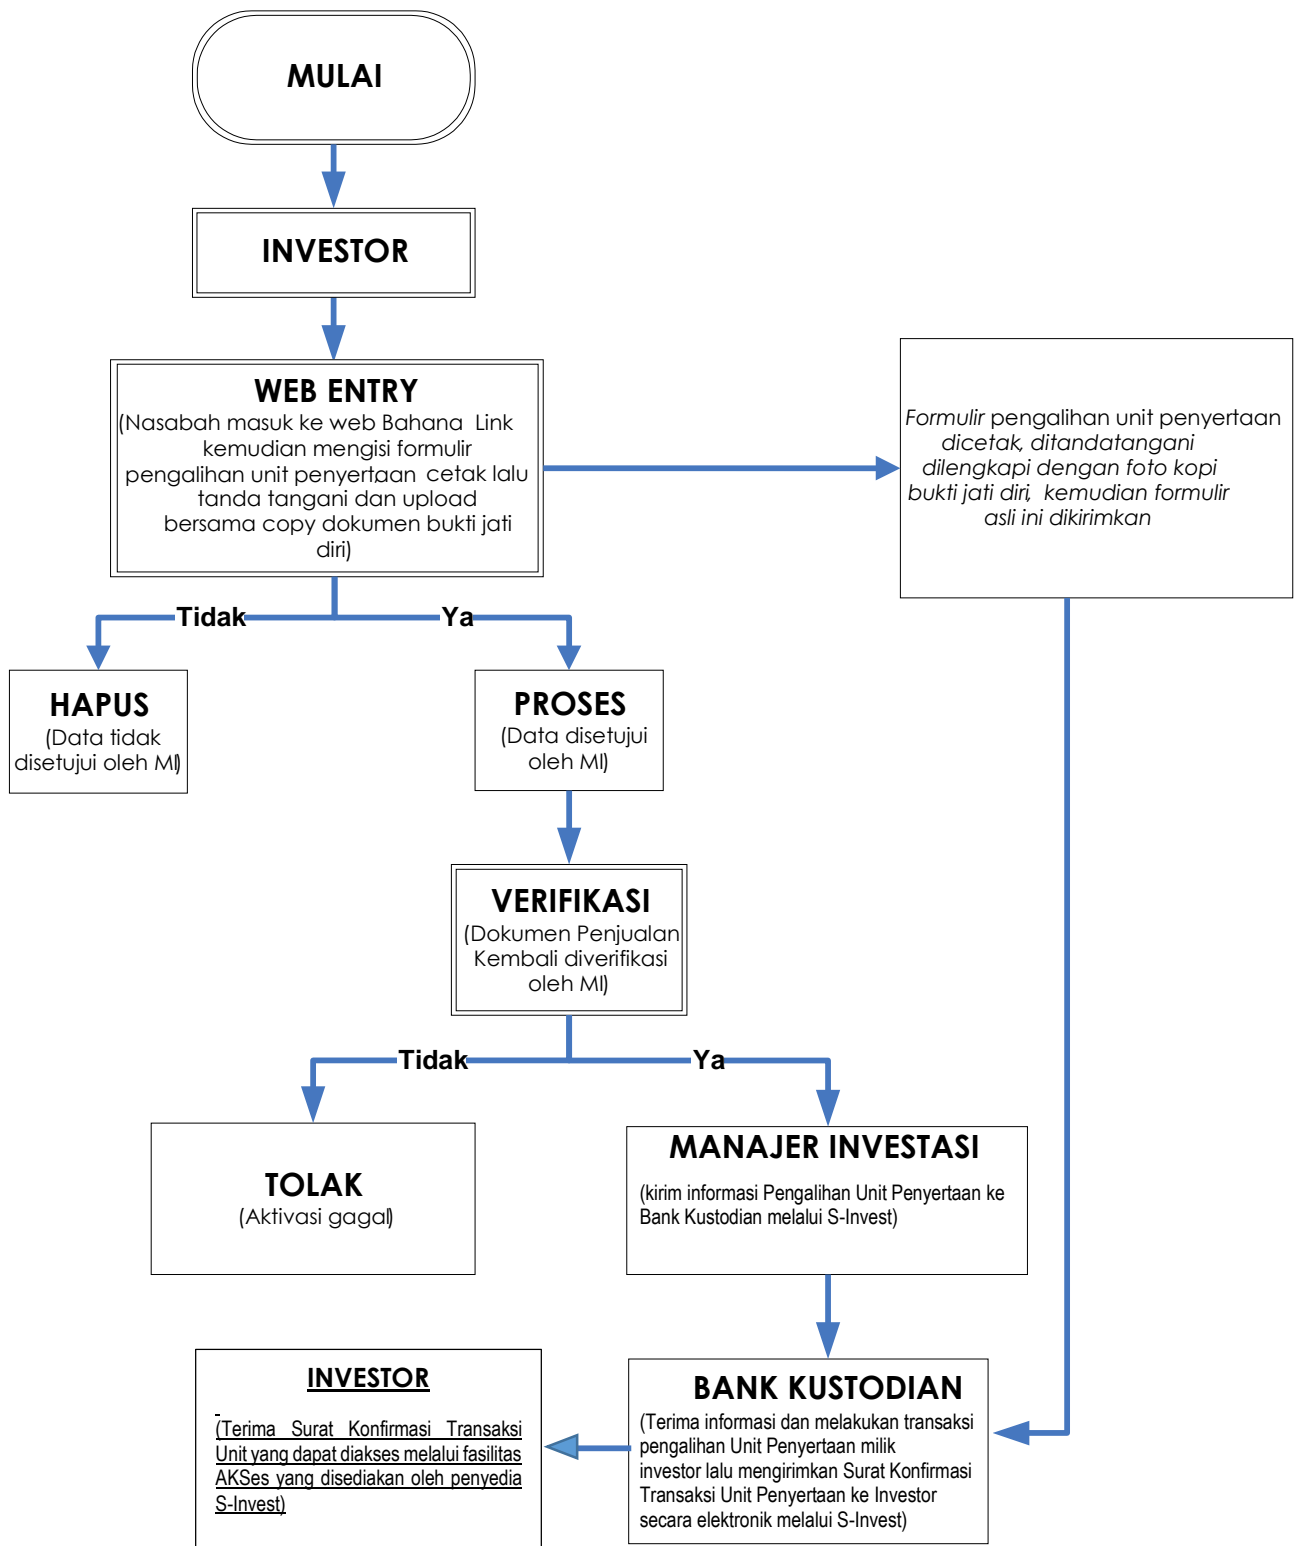 MULAI
INVESTOR
WEB ENTRY
(Nasabah masuk ke web Bahana Link
kemudian mengisi formulir
pengalihan unit penyertaan cetak lalu
tanda tangani dan upload
bersama copy dokumen bukti jati
diri)
Formulir pengalihan unit penyertaan
dicetak, ditandatangani
dilengkapi dengan foto kopi
bukti jati diri, kemudian formulir
asli ini dikirimkan
Tidak
Ya
HAPUS
(Data tidak
disetujui oleh MI)
PROSES
(Data disetujui
oleh MI)
VERIFIKASI
(Dokumen Penjualan
Kembali diverifikasi
oleh MI)
Tidak
Ya
TOLAK
(Aktivasi gagal)
MANAJER INVESTASI
(kirim informasi Pengalihan Unit Penyertaan ke
Bank Kustodian melalui S-Invest)
INVESTOR
(Terima Surat Konfirmasi Transaksi
Unit yang dapat diakses melalui fasilitas
AKSes yang disediakan oleh penyedia
S-Invest)
BANK KUSTODIAN
(Terima informasi dan melakukan transaksi
pengalihan Unit Penyertaan milik
investor lalu mengirimkan Surat Konfirmasi
Transaksi Unit Penyertaan ke Investor
secara elektronik melalui S-Invest)